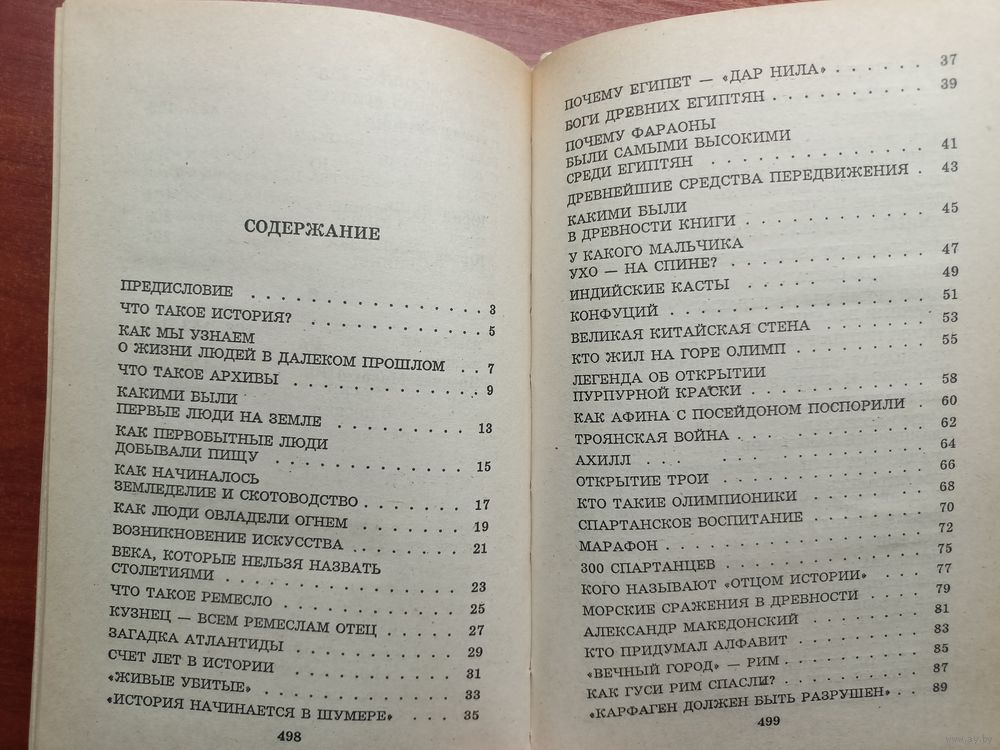 СОДЕРЖАНИЕ
ПРЕДИСЛОВИЕ . . . . . . . . . . . . . . 3
ЧТО ТАКОЕ ИСТОРИЯ? . . . . . . . . . . 5
КАК МЫ УЗНАЕМ
О ЖИЗНИ ЛЮДЕЙ В ДАЛЕКОМ ПРОШЛОМ . . 7
ЧТО ТАКОЕ АРХИВЫ . . . . . . . . . . . 9
КАКИМИ БЫЛИ
ПЕРВЫЕ ЛЮДИ НА ЗЕМЛЕ . . . . . . . . 13
КАК ПЕРВОБЫТНЫЕ ЛЮДИ
ДОБЫВАЛИ ПИЩУ . . . . . . . . . . . . 15
КАК НАЧИНАЛОСЬ
ЗЕМЛЕДЕЛИЕ И СКОТОВОДСТВО . . . . . . 17
КАК ЛЮДИ ОВЛАДЕЛИ ОГНЕМ . . . . . . . 19
ВОЗНИКНОВЕНИЕ ИСКУССТВА . . . . . . . 21
ВЕКА, КОТОРЫЕ НЕЛЬЗЯ НАЗВАТЬ
СТОЛЕТИЯМИ . . . . . . . . . . . . . . 23
ЧТО ТАКОЕ РЕМЕСЛО . . . . . . . . . . 25
КУЗНЕЦ — ВСЕМ РЕМЕСЛАМ ОТЕЦ . . . . . 27
ЗАГАДКА АТЛАНТИДЫ . . . . . . . . . . 29
СЧЕТ ЛЕТ В ИСТОРИИ . . . . . . . . . . 31
«ЖИВЫЕ УБИТЫЕ» . . . . . . . . . . . . 33
«ИСТОРИЯ НАЧИНАЕТСЯ В ШУМЕРЕ» . . . . 35
498
ПОЧЕМУ ЕГИПЕТ — «ДАР НИЛА» . . . . . . 37
БОГИ ДРЕВНИХ ЕГИПТЯН . . . . . . . . . 39
ПОЧЕМУ ФАРАОНЫ
БЫЛИ САМЫМИ ВЫСОКИМИ
СРЕДИ ЕГИПТЯН . . . . . . . . . . . . 41
ДРЕВНЕЙШИЕ СРЕДСТВА ПЕРЕДВИЖЕНИЯ . 43
КАКИМИ БЫЛИ
В ДРЕВНОСТИ КНИГИ . . . . . . . . . . 45
У КАКОГО МАЛЬЧИКА
УХО — НА СПИНЕ? . . . . . . . . . . . 47
ИНДИЙСКИЕ КАСТЫ . . . . . . . . . . . 49
КОНФУЦИЙ . . . . . . . . . . . . . . . 51
ВЕЛИКАЯ КИТАЙСКАЯ СТЕНА . . . . . . . 53
КТО ЖИЛ НА ГОРЕ ОЛИМП . . . . . . . . 55
ЛЕГЕНДА ОБ ОТКРЫТИИ
ПУРПУРНОЙ КРАСКИ . . . . . . . . . . . 58
КАК АФИНА С ПОСЕЙДОНОМ ПОСПОРИЛИ . 60
ТРОЯНСКАЯ ВОЙНА . . . . . . . . . . . 62
АХИЛЛ . . . . . . . . . . . . . . . . 64
ОТКРЫТИЕ ТРОИ . . . . . . . . . . . . 66
КТО ТАКИЕ ОЛИМПИОНИКИ . . . . . . . . 68
СПАРТАНСКОЕ ВОСПИТАНИЕ . . . . . . . . 70
МАРАФОН . . . . . . . . . . . . . . . 72
300 СПАРТАНЦЕВ . . . . . . . . . . . . 75
КОГО НАЗЫВАЮТ «ОТЦОМ ИСТОРИИ» . . . . 77
МОРСКИЕ СРАЖЕНИЯ В ДРЕВНОСТИ . . . . . 79
АЛЕКСАНДР МАКЕДОНСКИЙ . . . . . . . . 81
КТО ПРИДУМАЛ АЛФАВИТ . . . . . . . . . 83
«ВЕЧНЫЙ ГОРОД» — РИМ . . . . . . . . . 85
КАК ГУСИ РИМ СПАСЛИ? . . . . . . . . . 87
«КАРФАГЕН ДОЛЖЕН БЫТЬ РАЗРУШЕН» . . 89
499
www.ay.by